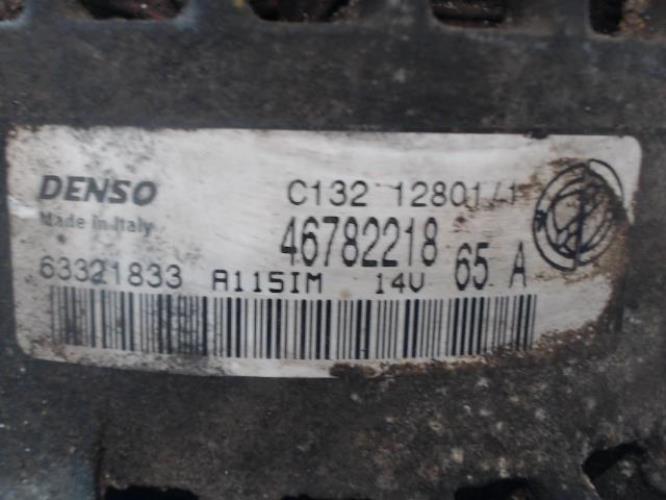 DENSO C132 12801/1
Made in Italy 46782218 65 A
63321833 A115IM 14V